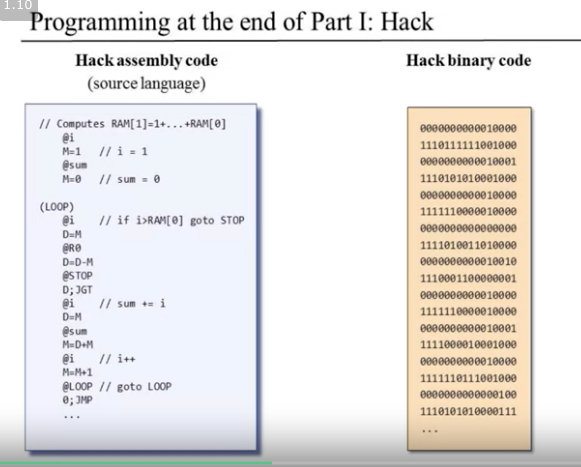 1.10
Programming at the end of Part I: Hack
Hack assembly code
(source language)
// Computes RAM[1]=1+...+RAM[0]
@i
M=1 // i = 1
@sum
M=0 // sum = 0
(LOOP)
@i // if i>RAM[0] goto STOP
D=M
@R0
D=D-M
@STOP
D;JGT
@i // sum += i
D=M
@sum
M=D+M
@i // i++
M=M+1
@LOOP // goto LOOP
0;JMP
...
Hack binary code
0000000000010000
1110111111001000
0000000000010001
1110101010001000
0000000000010000
1111110000010000
0000000000000000
1111010011010000
0000000000010010
1110001100000001
0000000000010000
1111110000010000
0000000000010001
1111000010001000
0000000000010000
1111110111001000
0000000000000100
1110101010000111
...